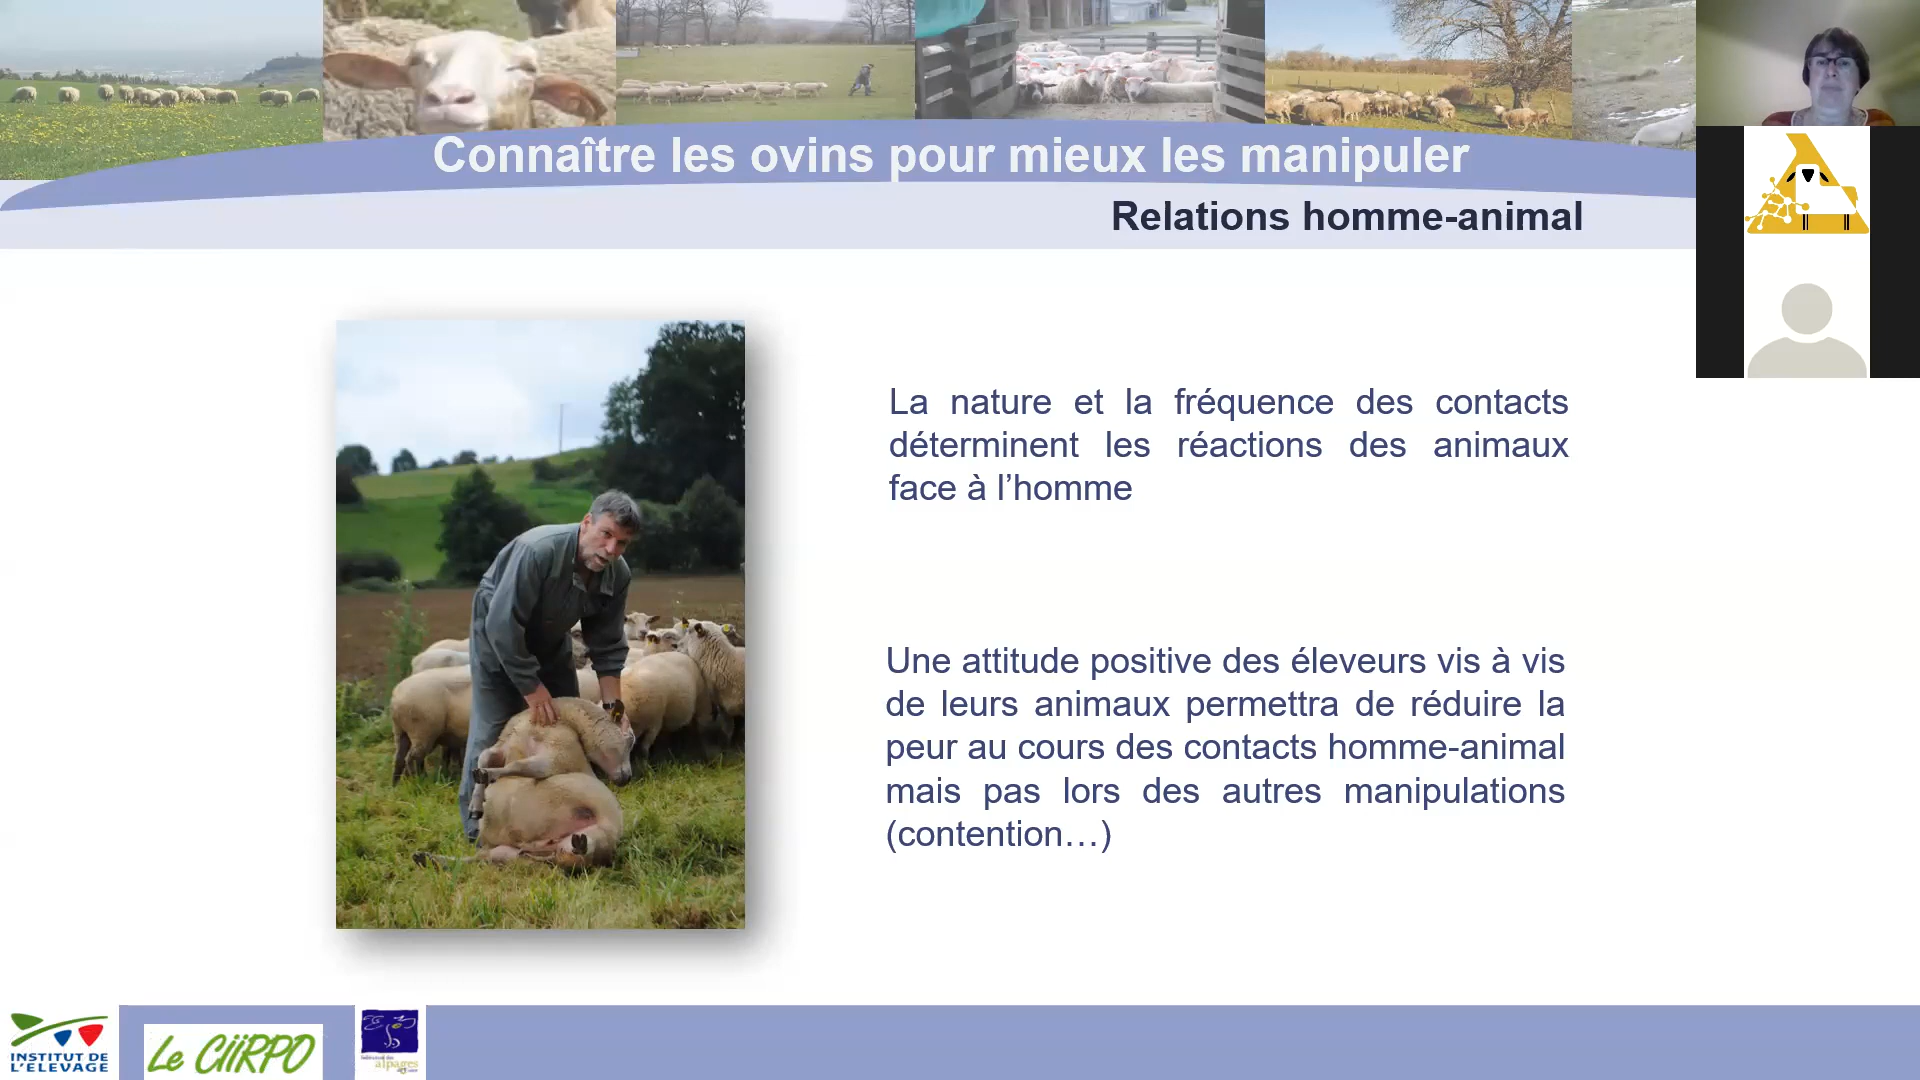 Connaître les ovins pour mieux les manipuler
Relations homme-animal
La nature et la fréquence des contacts
déterminent les réactions des animaux
face à l’homme
Une attitude positive des éleveurs vis à vis
de leurs animaux permettra de réduire la
peur au cours des contacts homme-animal
mais pas lors des autres manipulations
(contention…)
INSTITUT DE
L'ELEVAGE
Le CIIRPO
alpages